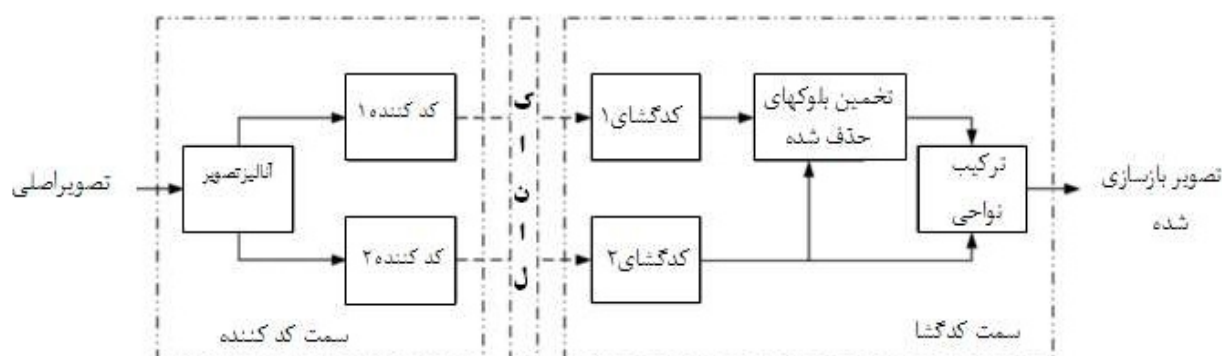 تصویراصلی
آنالیزتصویر
کد کننده۱
کد کننده۲
سمت کد کننده
کانال
کدگشای۱
کدگشای۲
تخمین بلوکهای
حذف شده
ترکیب
نواحی
سمت کدگشا
تصویر بازسازی
شده